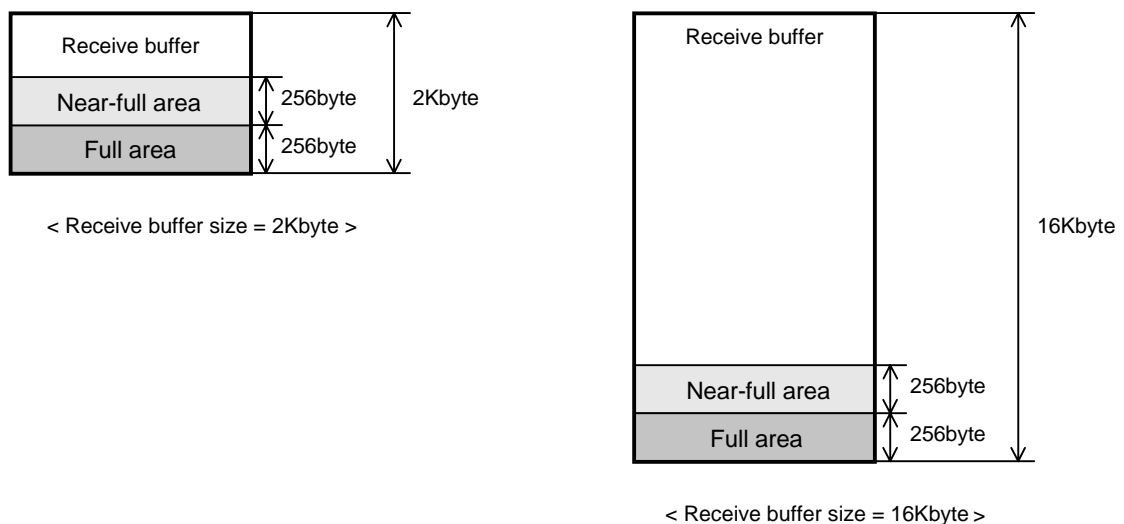 Receive buffer
Near-full area
Full area
256byte
256byte
2Kbyte
< Receive buffer size = 2Kbyte >
Receive buffer
Near-full area
Full area
256byte
256byte
16Kbyte
< Receive buffer size = 16Kbyte >